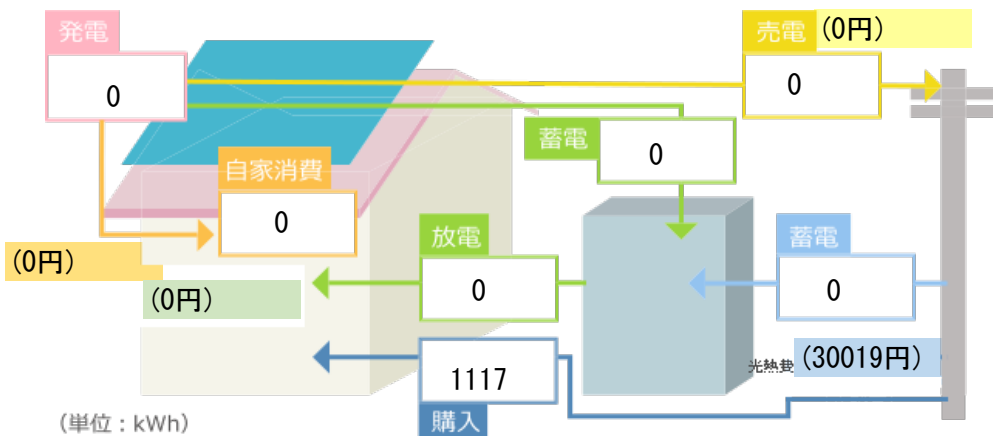 発電
0
売電 (0円)
0
蓄電
0
自家消費
0
(0円)
(0円)
放電
0
蓄電
0
1117
購入
光熱費 (30019円)
(単位：kWh)